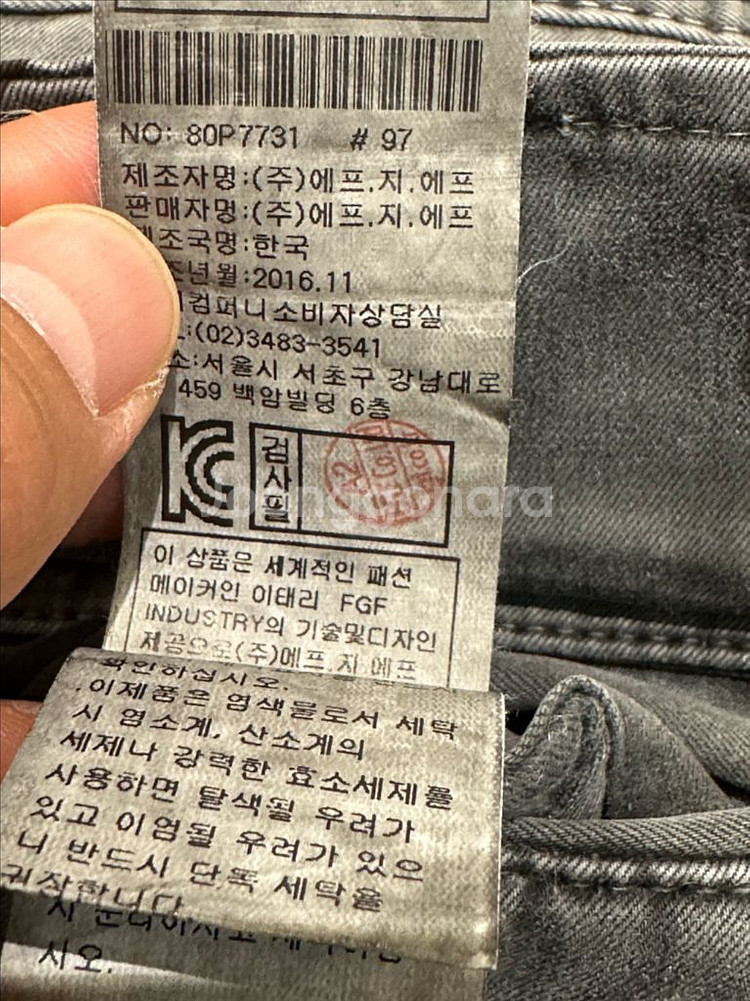 NO: 80P7731 # 97
제조자명:(주)에프.지.에프
판매자명:(주)에프.지.에프
제조국명:한국
조년월:2016.11
컴퍼니소비자상담실
:(02)3483-3541
소:서울시 서초구 강남대로
459 백암빌딩 6층
KC 검사필
이 상품은 세계적인 패션
메이커인 이태리 FGF
INDUSTRY의 기술및디자인
제공으로(주)에프.지.에프
확인하십시오.
.이제품은 염색물로서 세탁
시 염소계, 산소계의
세제나 강력한 효소세제를
사용하면 탈색될 우려가
있고 이염될 우려가 있으
니 반드시 단독 세탁을
시오.